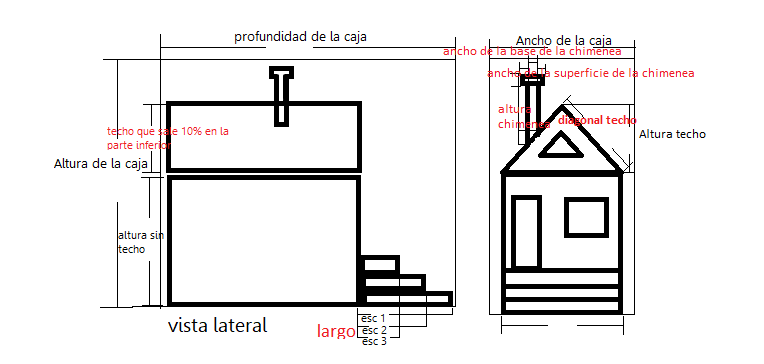 profundidad de la caja
Ancho de la caja
ancho de la base de la chimenea
ancho de la superficie de la chimenea
altura
chimenea
diagonal techo
Altura techo
techo que sale 10% en la
parte inferior
Altura de la caja
altura sin
techo
vista lateral
largo
esc 1
esc 2
esc 3